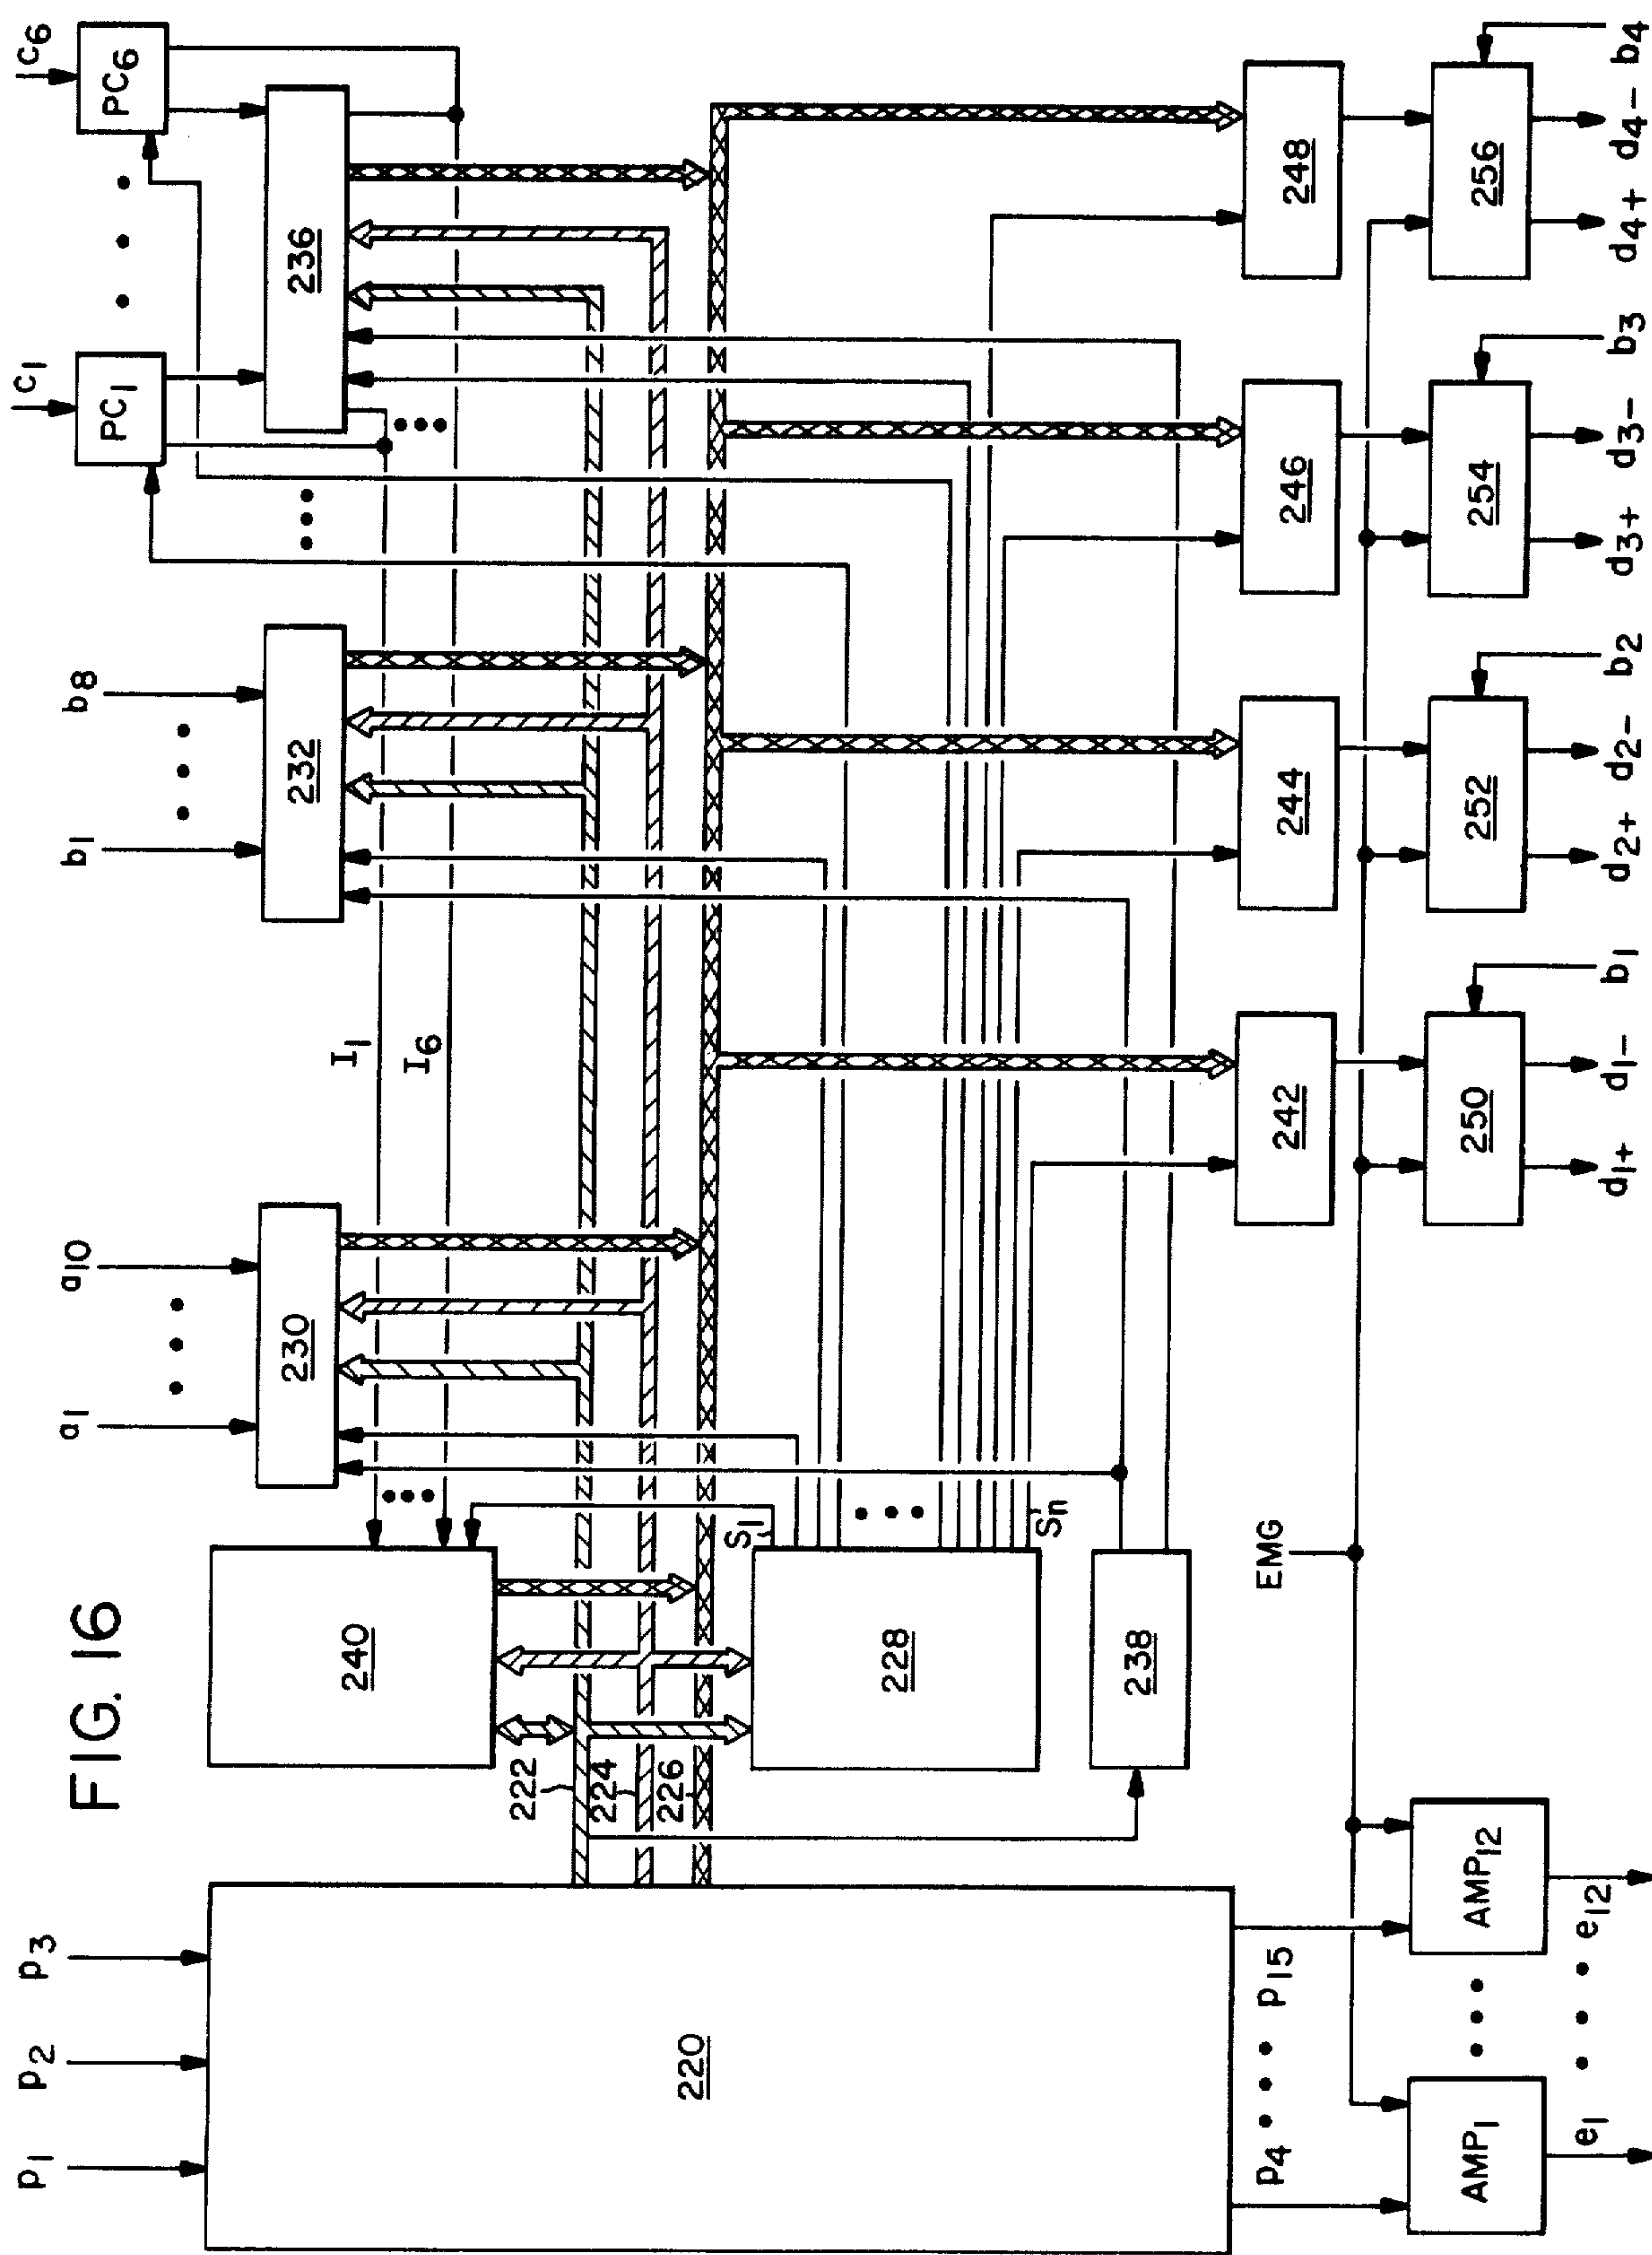 FIG. 16
p1 p2 p3
a1 a10
b1 b8
c1 c6
PC1 PC6
240
230
232
236
I1
I6
222
224
226
220
S1
228
Sn
238
EMG
p4 p15
242 244 246 248
AMP1 AMP12
250 252 254 256
e1 e12
d1+ d1- b1
d2+ d2- b2
d3+ d3- b3
d4+ d4- b4